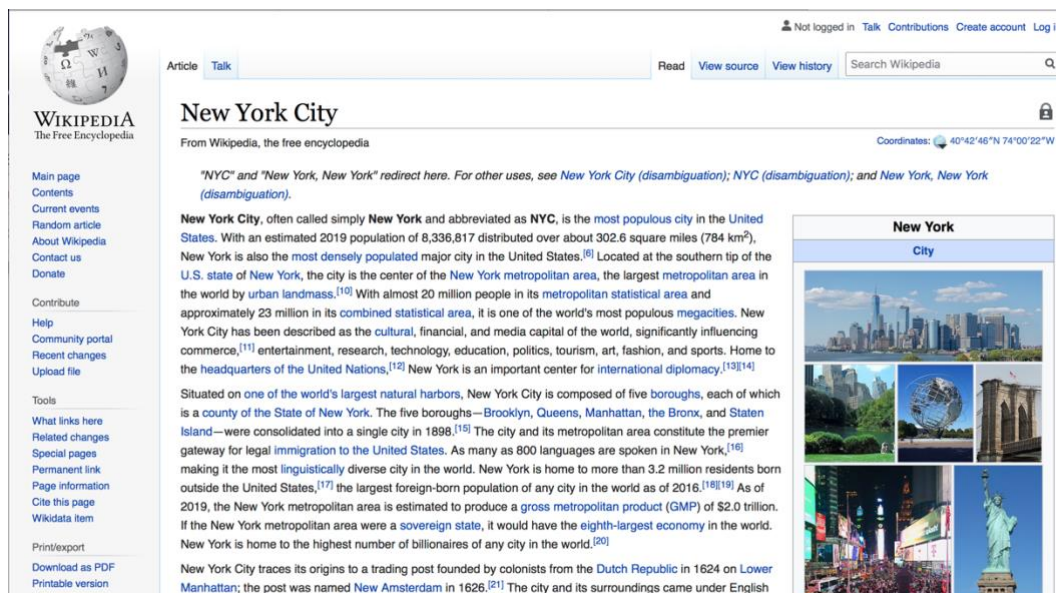 Not logged in Talk Contributions Create account Log i
Article Talk Read View source View history Search Wikipedia
WIKIPEDIA
The Free Encyclopedia
New York City
From Wikipedia, the free encyclopedia
Coordinates: 40°42′46″N 74°00′22″W
Main page
Contents
Current events
Random article
About Wikipedia
Contact us
Donate
Contribute
Help
Community portal
Recent changes
Upload file
Tools
What links here
Related changes
Special pages
Permanent link
Page information
Cite this page
Wikidata item
Print/export
Download as PDF
Printable version
"NYC" and "New York, New York" redirect here. For other uses, see New York City (disambiguation); NYC (disambiguation); and New York, New York
(disambiguation).
New York City, often called simply New York and abbreviated as NYC, is the most populous city in the United
States. With an estimated 2019 population of 8,336,817 distributed over about 302.6 square miles (784 km²),
New York is also the most densely populated major city in the United States.[6] Located at the southern tip of the
U.S. state of New York, the city is the center of the New York metropolitan area, the largest metropolitan area in
the world by urban landmass.[10] With almost 20 million people in its metropolitan statistical area and
approximately 23 million in its combined statistical area, it is one of the world's most populous megacities. New
York City has been described as the cultural, financial, and media capital of the world, significantly influencing
commerce,[11] entertainment, research, technology, education, politics, tourism, art, fashion, and sports. Home to
the headquarters of the United Nations,[12] New York is an important center for international diplomacy.[13][14]
Situated on one of the world's largest natural harbors, New York City is composed of five boroughs, each of which
is a county of the State of New York. The five boroughs—Brooklyn, Queens, Manhattan, the Bronx, and Staten
Island—were consolidated into a single city in 1898.[15] The city and its metropolitan area constitute the premier
gateway for legal immigration to the United States. As many as 800 languages are spoken in New York,[16]
making it the most linguistically diverse city in the world. New York is home to more than 3.2 million residents born
outside the United States,[17] the largest foreign-born population of any city in the world as of 2016.[18][19] As of
2019, the New York metropolitan area is estimated to produce a gross metropolitan product (GMP) of $2.0 trillion.
If the New York metropolitan area were a sovereign state, it would have the eighth-largest economy in the world.
New York is home to the highest number of billionaires of any city in the world.[20]
New York City traces its origins to a trading post founded by colonists from the Dutch Republic in 1624 on Lower
Manhattan; the post was named New Amsterdam in 1626.[21] The city and its surroundings came under English
New York
City